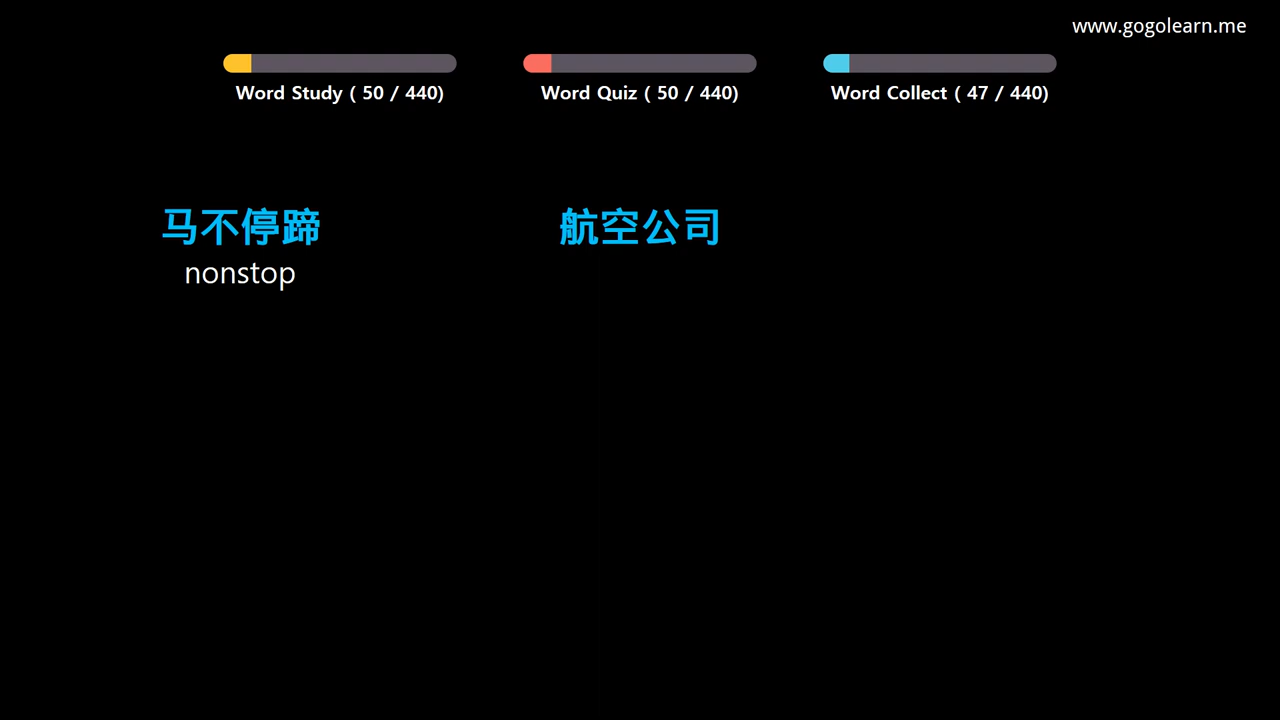 www.gogolearn.me
Word Study ( 50 / 440)
Word Quiz ( 50 / 440)
Word Collect ( 47 / 440)
马不停蹄
nonstop
航空公司